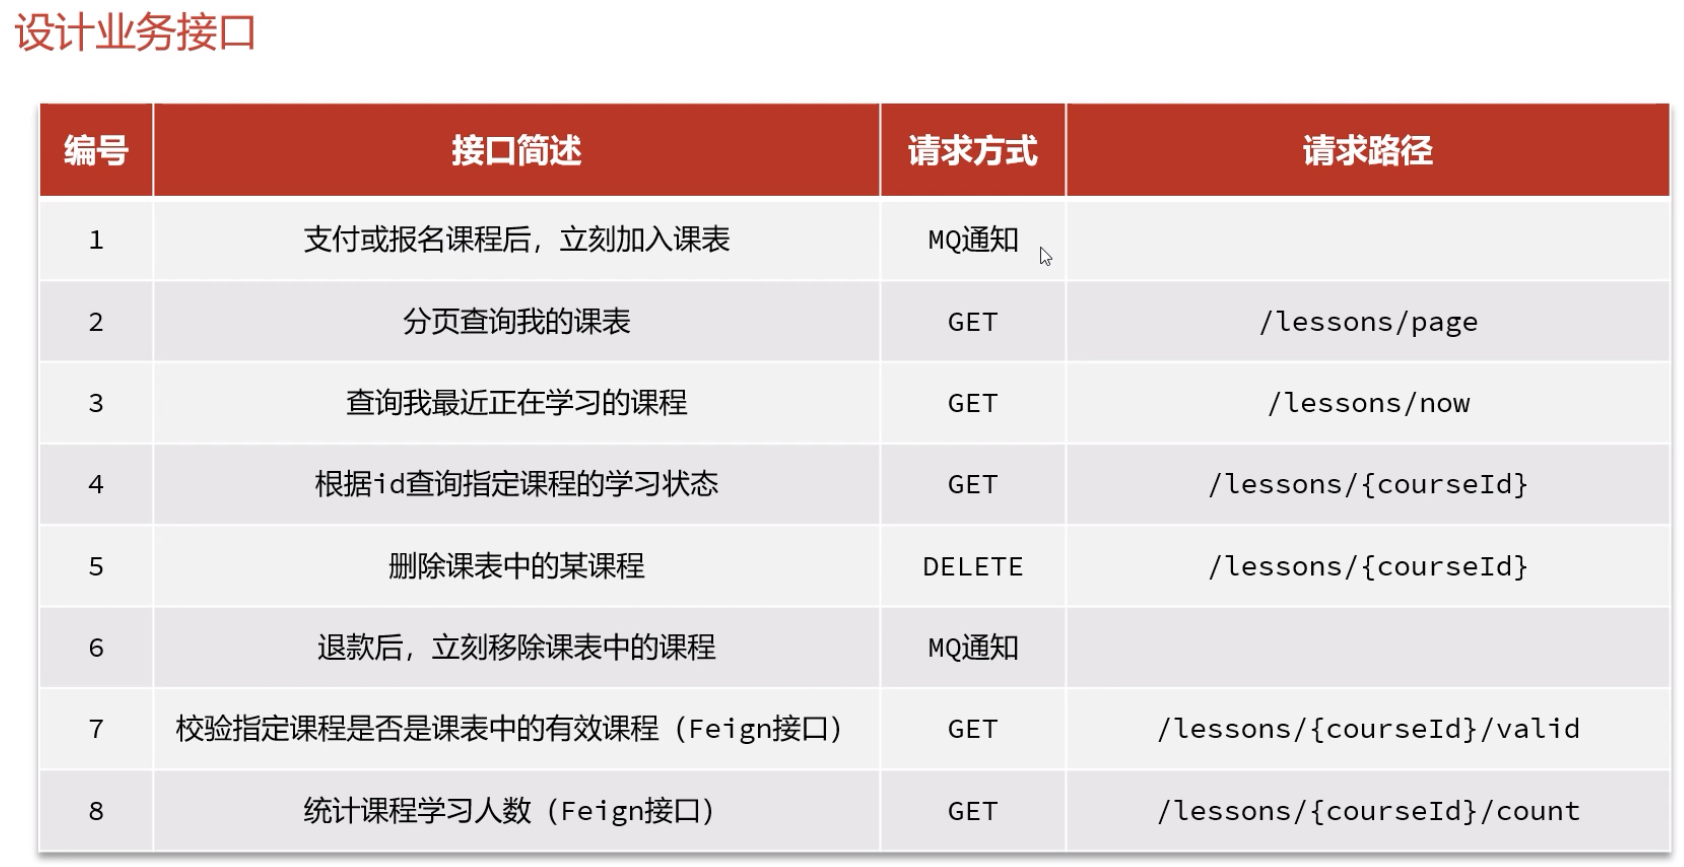 设计业务接口
编号 接口简述 请求方式 请求路径
1 支付或报名课程后，立刻加入课表 MQ通知
2 分页查询我的课表 GET /lessons/page
3 查询我最近正在学习的课程 GET /lessons/now
4 根据id查询指定课程的学习状态 GET /lessons/{courseId}
5 删除课表中的某课程 DELETE /lessons/{courseId}
6 退款后，立刻移除课表中的课程 MQ通知
7 校验指定课程是否是课表中的有效课程（Feign接口） GET /lessons/{courseId}/valid
8 统计课程学习人数（Feign接口） GET /lessons/{courseId}/count